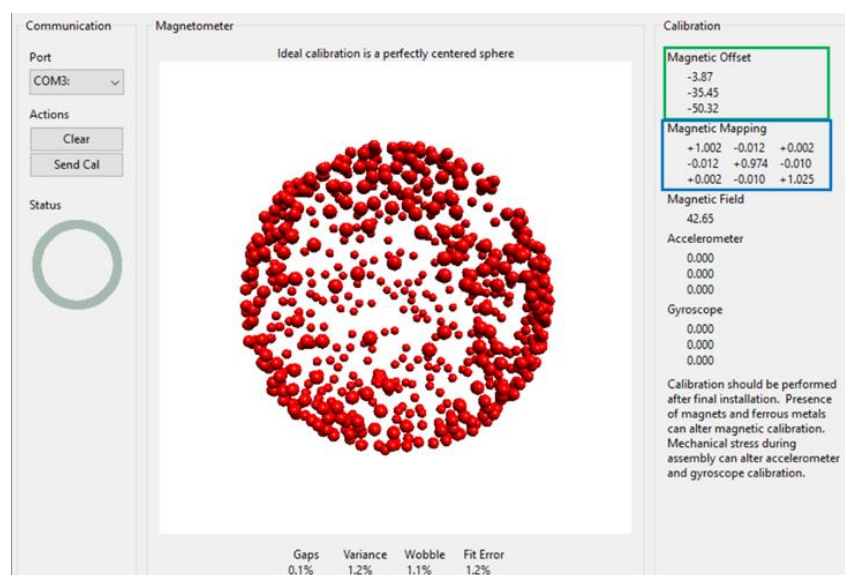 Communication
Port
COM3:
Actions
Clear
Send Cal
Status
Magnetometer
Ideal calibration is a perfectly centered sphere
Gaps Variance Wobble Fit Error
0.1% 1.2% 1.1% 1.2%
Calibration
Magnetic Offset
-3.87
-35.45
-50.32
Magnetic Mapping
+1.002 -0.012 +0.002
-0.012 +0.974 -0.010
+0.002 -0.010 +1.025
Magnetic Field
42.65
Accelerometer
0.000
0.000
0.000
Gyroscope
0.000
0.000
0.000
Calibration should be performed
after final installation. Presence
of magnets and ferrous metals
can alter magnetic calibration.
Mechanical stress during
assembly can alter accelerometer
and gyroscope calibration.